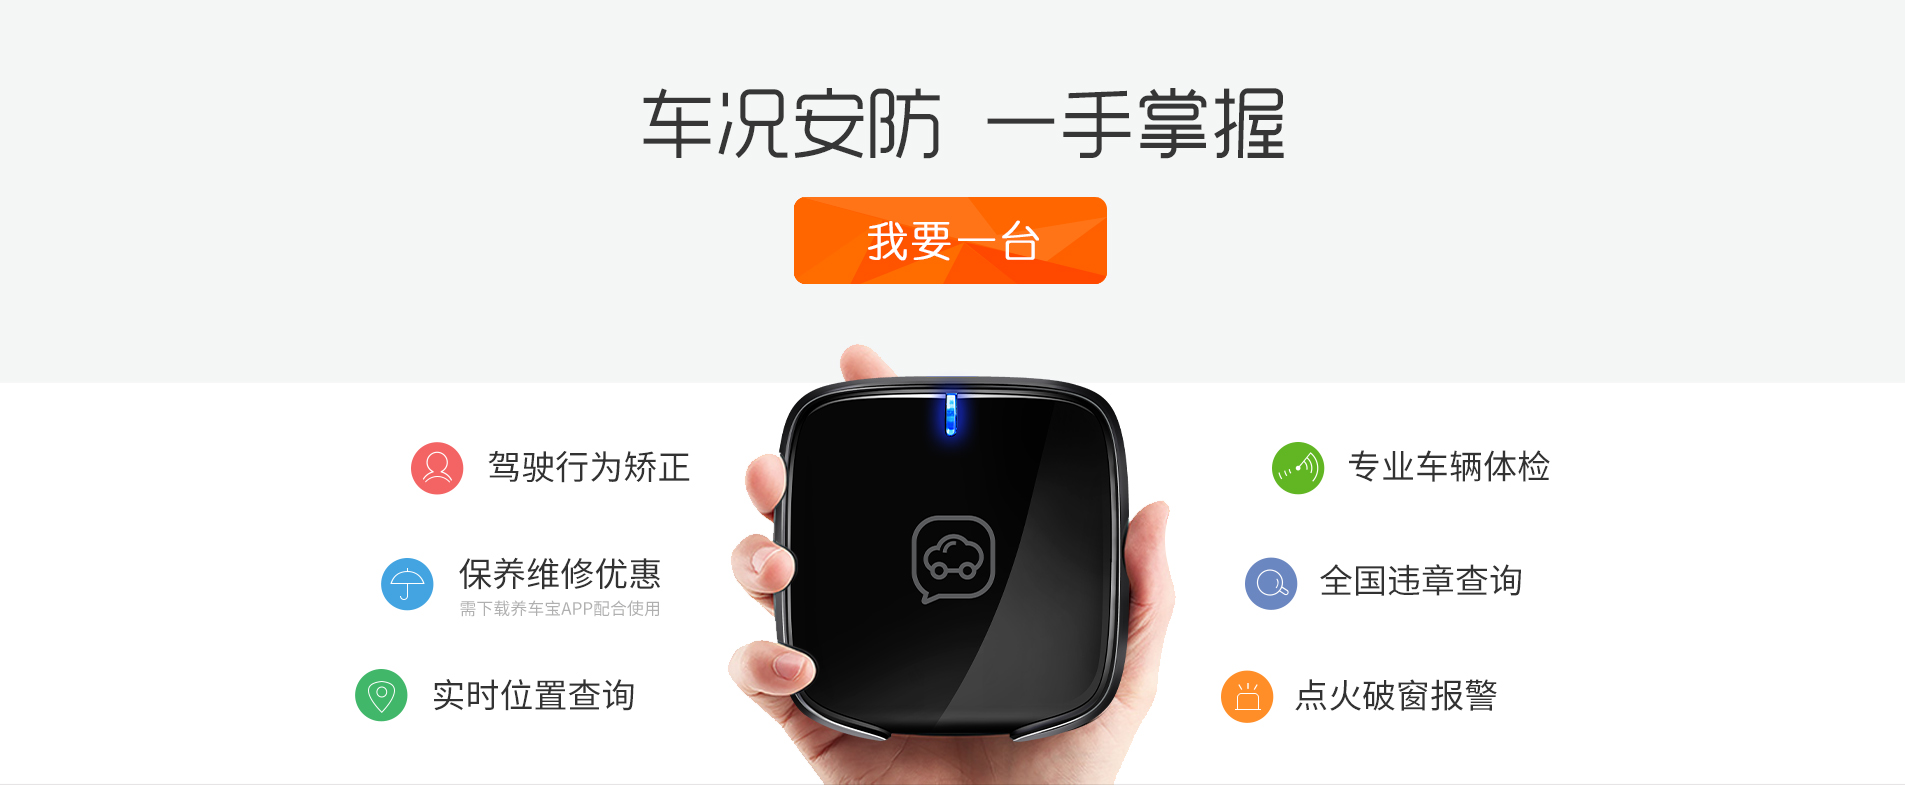 车况安防 一手掌握
我要一台
驾驶行为矫正
保养维修优惠
需下载养车宝APP配合使用
实时位置查询
专业车辆体检
全国违章查询
点火破窗报警